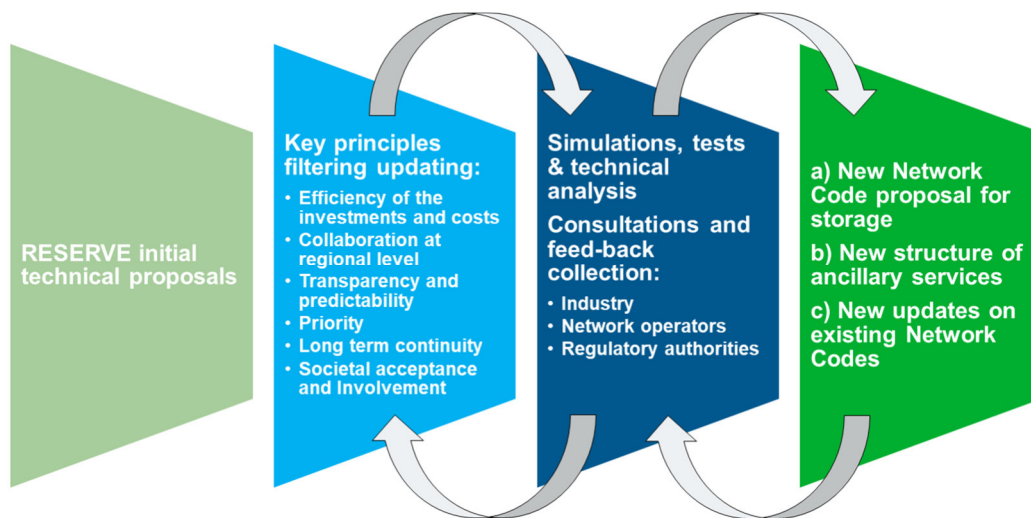 RESERVE initial
technical proposals
Key principles
filtering updating:
• Efficiency of the
investments and costs
• Collaboration at
regional level
• Transparency and
predictability
• Priority
• Long term continuity
• Societal acceptance
and Involvement
Simulations, tests
& technical
analysis
Consultations and
feed-back
collection:
• Industry
• Network operators
• Regulatory authorities
a) New Network
Code proposal for
storage
b) New structure of
ancillary services
c) New updates on
existing Network
Codes